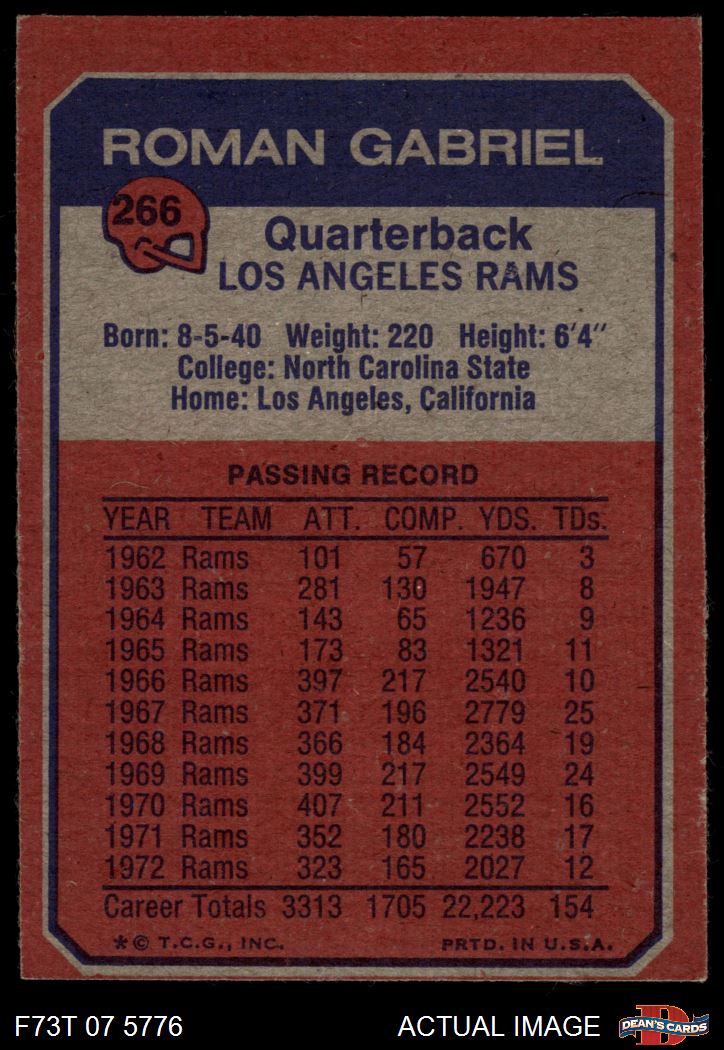 ROMAN GABRIEL
266
Quarterback
LOS ANGELES RAMS
Born: 8-5-40 Weight: 220 Height: 6'4"
College: North Carolina State
Home: Los Angeles, California
PASSING RECORD
YEAR TEAM ATT. COMP. YDS. TDs.
1962 Rams 101 57 670 3
1963 Rams 281 130 1947 8
1964 Rams 143 65 1236 9
1965 Rams 173 83 1321 11
1966 Rams 397 217 2540 10
1967 Rams 371 196 2779 25
1968 Rams 366 184 2364 19
1969 Rams 399 217 2549 24
1970 Rams 407 211 2552 16
1971 Rams 352 180 2238 17
1972 Rams 323 165 2027 12
Career Totals 3313 1705 22,223 154
*© T.C.G., INC. PRTD. IN U.S.A.
F73T 07 5776 ACTUAL IMAGE D DEAN'S CARDS